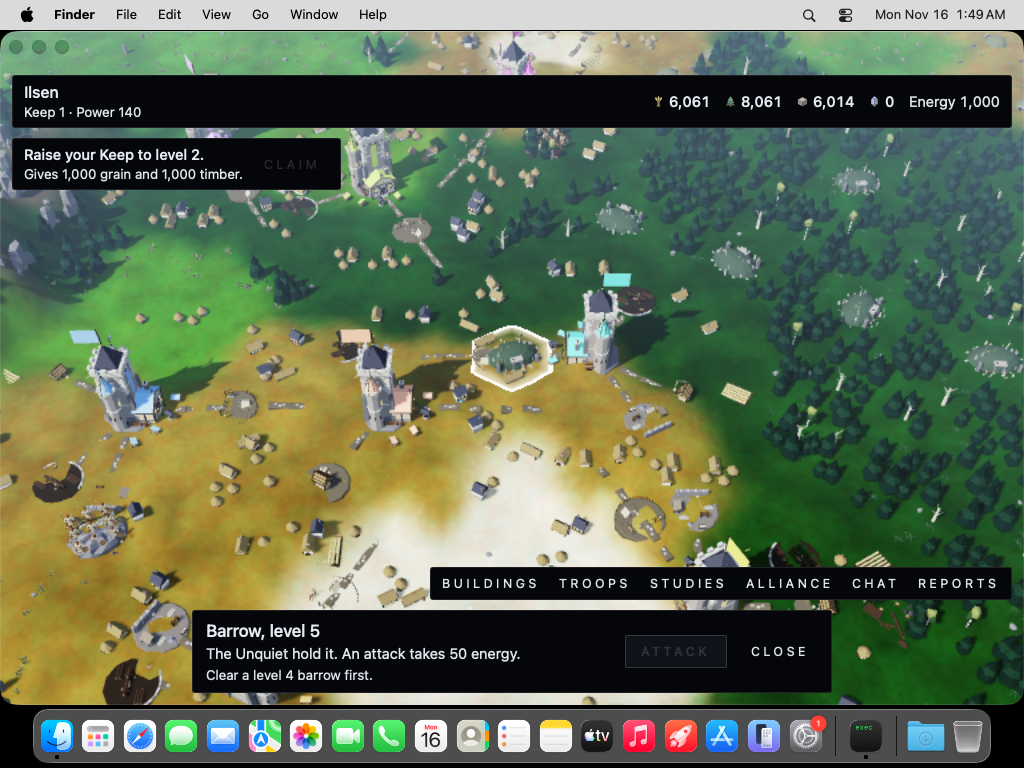 Finder File Edit View Go Window Help Mon Nov 16 1:49 AM
Ilsen
Keep 1 · Power 140
6,061 8,061 6,014 0 Energy 1,000
Raise your Keep to level 2.
Gives 1,000 grain and 1,000 timber.
CLAIM
BUILDINGS TROOPS STUDIES ALLIANCE CHAT REPORTS
Barrow, level 5
The Unquiet hold it. An attack takes 50 energy.
Clear a level 4 barrow first.
ATTACK CLOSE
Mon
16
tv
1
exec